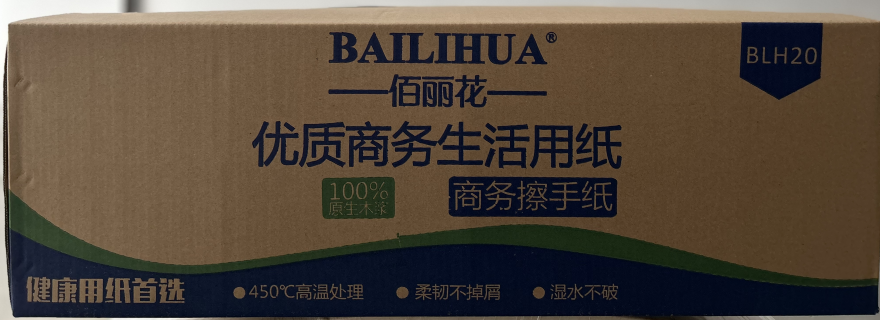 BAILIHUA®
BLH20
佰丽花
优质商务生活用纸
100%
原生木浆
商务擦手纸
健康用纸首选
●450℃高温处理 ●柔韧不掉屑 ●湿水不破